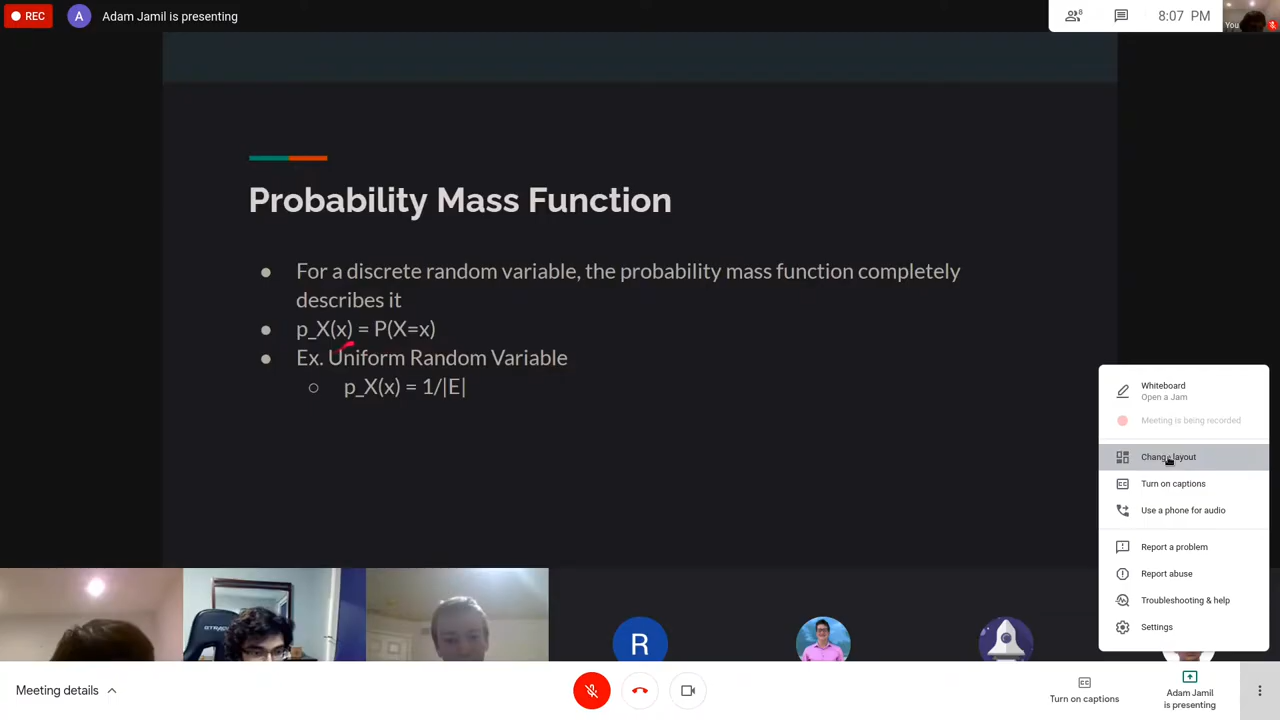 REC
A
Adam Jamil is presenting
8
8:07 PM
You
Probability Mass Function
● For a discrete random variable, the probability mass function completely
describes it
● p_X(x) = P(X=x)
● Ex. Uniform Random Variable
○ p_X(x) = 1/|E|
Whiteboard
Open a Jam
Meeting is being recorded
Change layout
Turn on captions
Use a phone for audio
Report a problem
Report abuse
Troubleshooting & help
Settings
GTRACING
R
Meeting details
Turn on captions
Adam Jamil
is presenting